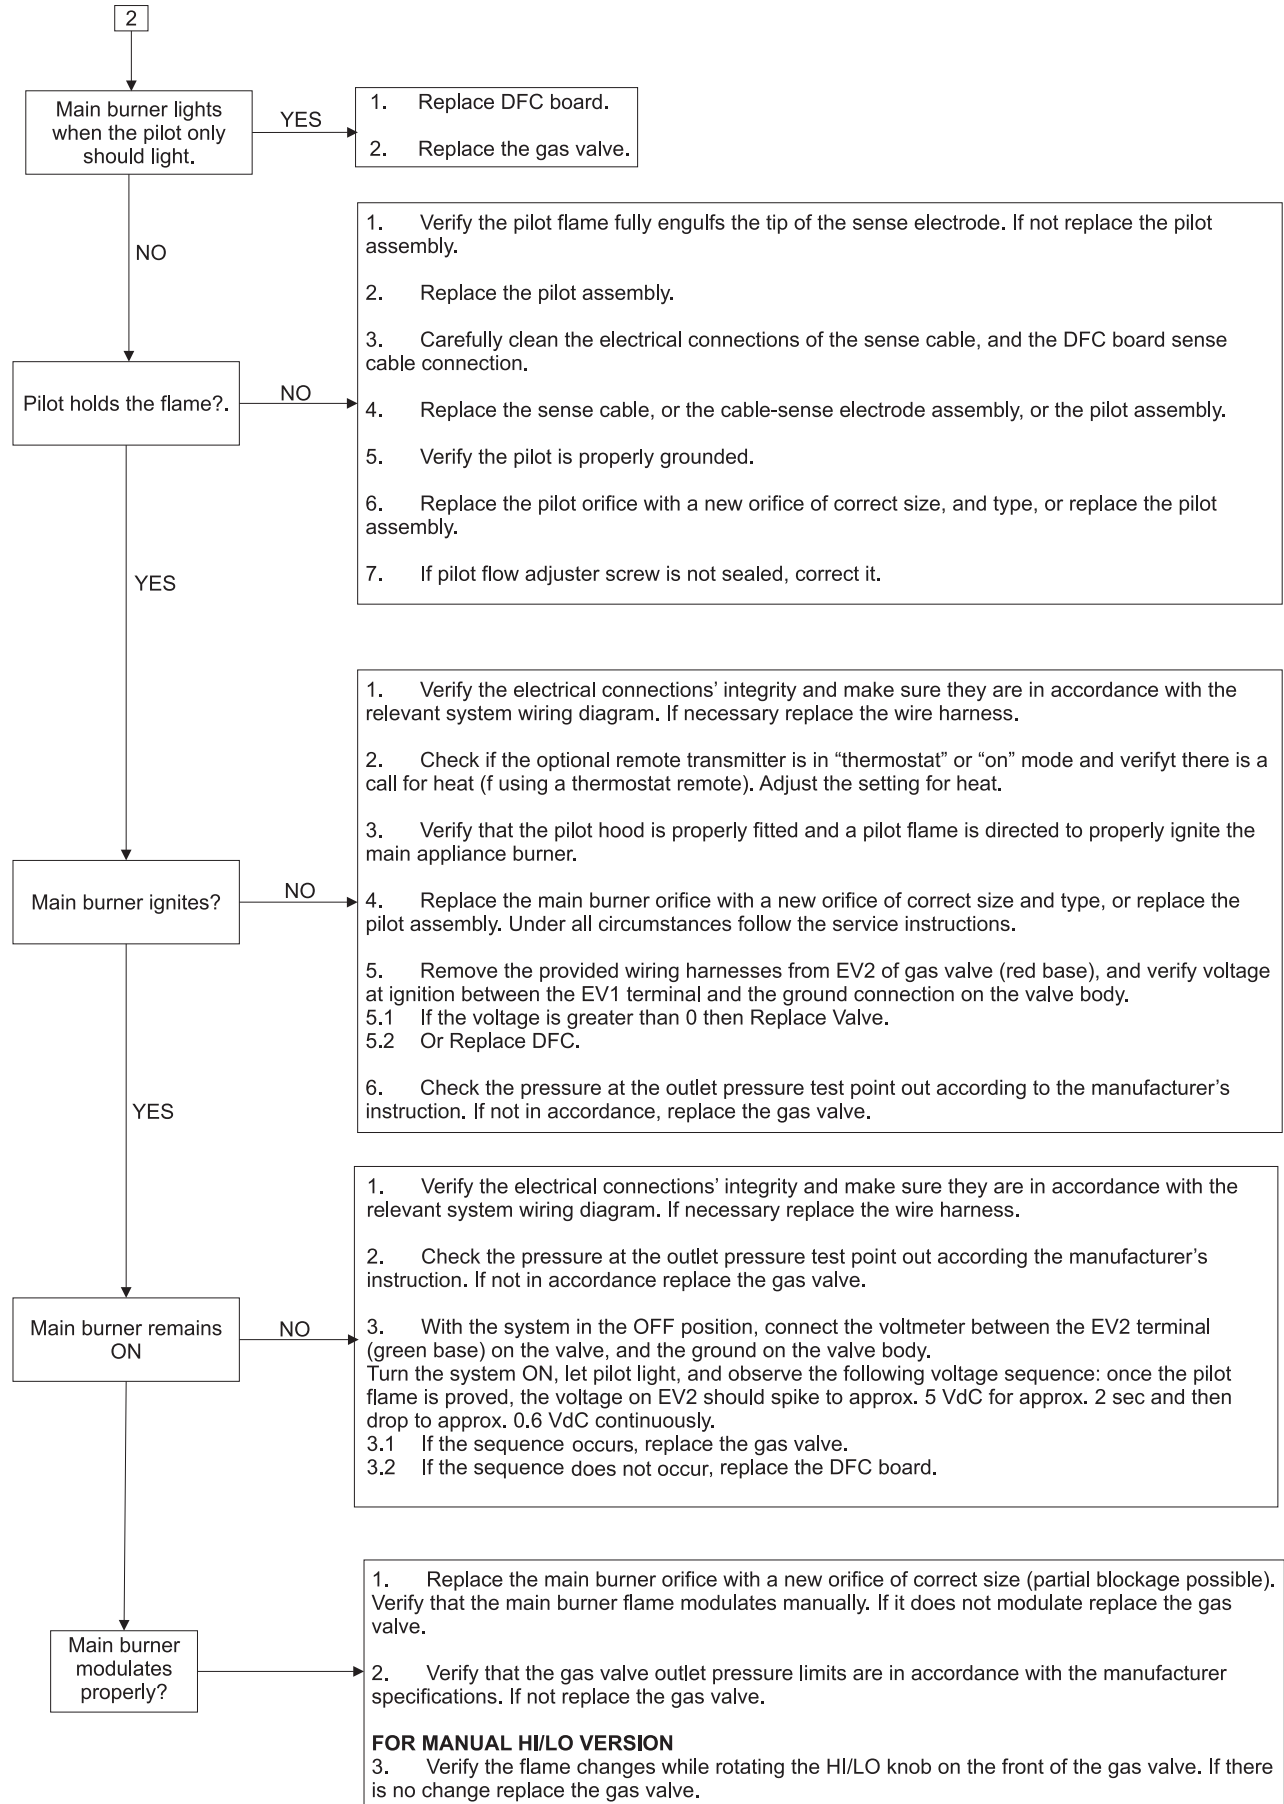 2
Main burner lights
when the pilot only
should light.
YES
1. Replace DFC board.
2. Replace the gas valve.
NO
1. Verify the pilot flame fully engulfs the tip of the sense electrode. If not replace the pilot
assembly.
2. Replace the pilot assembly.
3. Carefully clean the electrical connections of the sense cable, and the DFC board sense
cable connection.
Pilot holds the flame?.
NO
4. Replace the sense cable, or the cable-sense electrode assembly, or the pilot assembly.
5. Verify the pilot is properly grounded.
6. Replace the pilot orifice with a new orifice of correct size, and type, or replace the pilot
assembly.
7. If pilot flow adjuster screw is not sealed, correct it.
YES
1. Verify the electrical connections’ integrity and make sure they are in accordance with the
relevant system wiring diagram. If necessary replace the wire harness.
2. Check if the optional remote transmitter is in “thermostat” or “on” mode and verifyt there is a
call for heat (f using a thermostat remote). Adjust the setting for heat.
3. Verify that the pilot hood is properly fitted and a pilot flame is directed to properly ignite the
main appliance burner.
Main burner ignites?
NO
4. Replace the main burner orifice with a new orifice of correct size and type, or replace the
pilot assembly. Under all circumstances follow the service instructions.
5. Remove the provided wiring harnesses from EV2 of gas valve (red base), and verify voltage
at ignition between the EV1 terminal and the ground connection on the valve body.
5.1 If the voltage is greater than 0 then Replace Valve.
5.2 Or Replace DFC.
6. Check the pressure at the outlet pressure test point out according to the manufacturer’s
instruction. If not in accordance, replace the gas valve.
YES
1. Verify the electrical connections’ integrity and make sure they are in accordance with the
relevant system wiring diagram. If necessary replace the wire harness.
2. Check the pressure at the outlet pressure test point out according the manufacturer’s
instruction. If not in accordance replace the gas valve.
Main burner remains
ON
NO
3. With the system in the OFF position, connect the voltmeter between the EV2 terminal
(green base) on the valve, and the ground on the valve body.
Turn the system ON, let pilot light, and observe the following voltage sequence: once the pilot
flame is proved, the voltage on EV2 should spike to approx. 5 VdC for approx. 2 sec and then
drop to approx. 0.6 VdC continuously.
3.1 If the sequence occurs, replace the gas valve.
3.2 If the sequence does not occur, replace the DFC board.
1. Replace the main burner orifice with a new orifice of correct size (partial blockage possible).
Verify that the main burner flame modulates manually. If it does not modulate replace the gas
valve.
Main burner
modulates
properly?
2. Verify that the gas valve outlet pressure limits are in accordance with the manufacturer
specifications. If not replace the gas valve.
FOR MANUAL HI/LO VERSION
3. Verify the flame changes while rotating the HI/LO knob on the front of the gas valve. If there
is no change replace the gas valve.